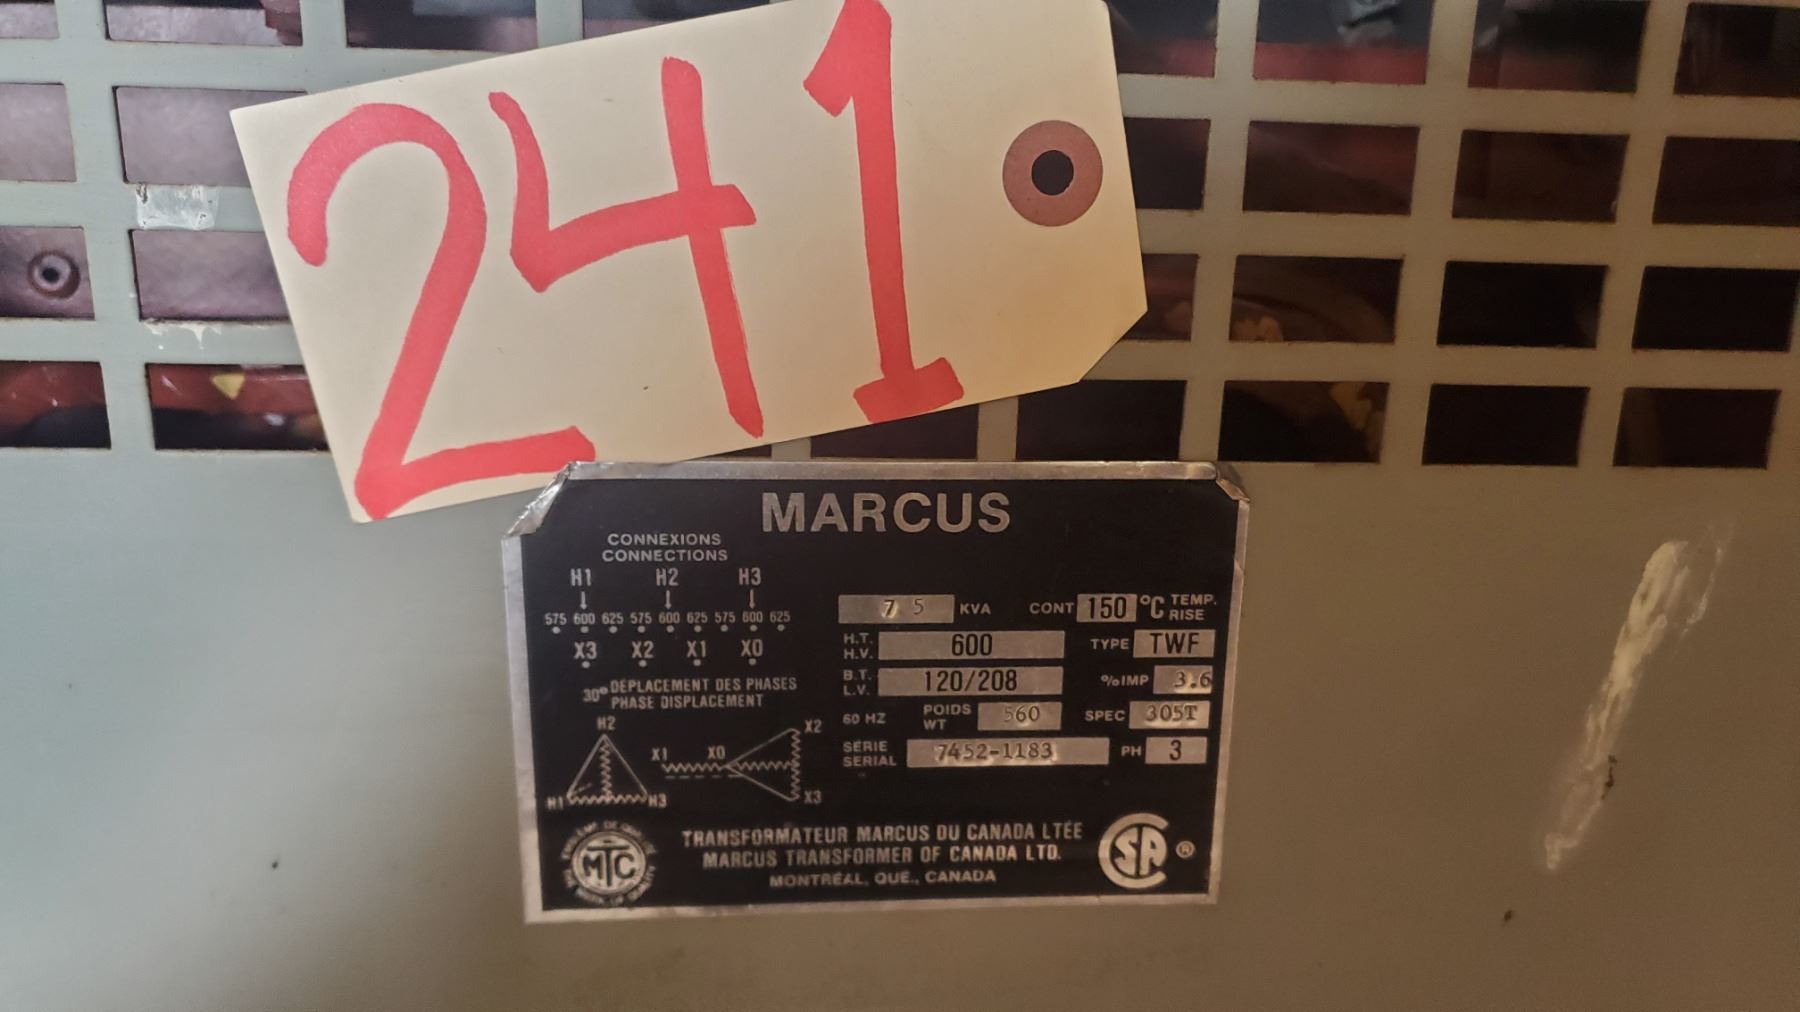 241
MARCUS
CONNEXIONS
CONNECTIONS
H1 H2 H3
575 600 625 575 600 625 575 600 625
X3 X2 X1 X0
30° DEPLACEMENT DES PHASES
PHASE DISPLACEMENT
H2
H1 H3
X1 X0 X2
X3
75 KVA CONT 150 °C TEMP. RISE
H.T.
H.V. 600 TYPE TWF
B.T.
L.V. 120/208 %IMP 3.6
60 HZ POIDS
WT 560 SPEC 305T
SERIE
SERIAL 7452-1183 PH 3
MTC
TRANSFORMATEUR MARCUS DU CANADA LTÉE
MARCUS TRANSFORMER OF CANADA LTD.
MONTRÉAL, QUE., CANADA
CSA ®